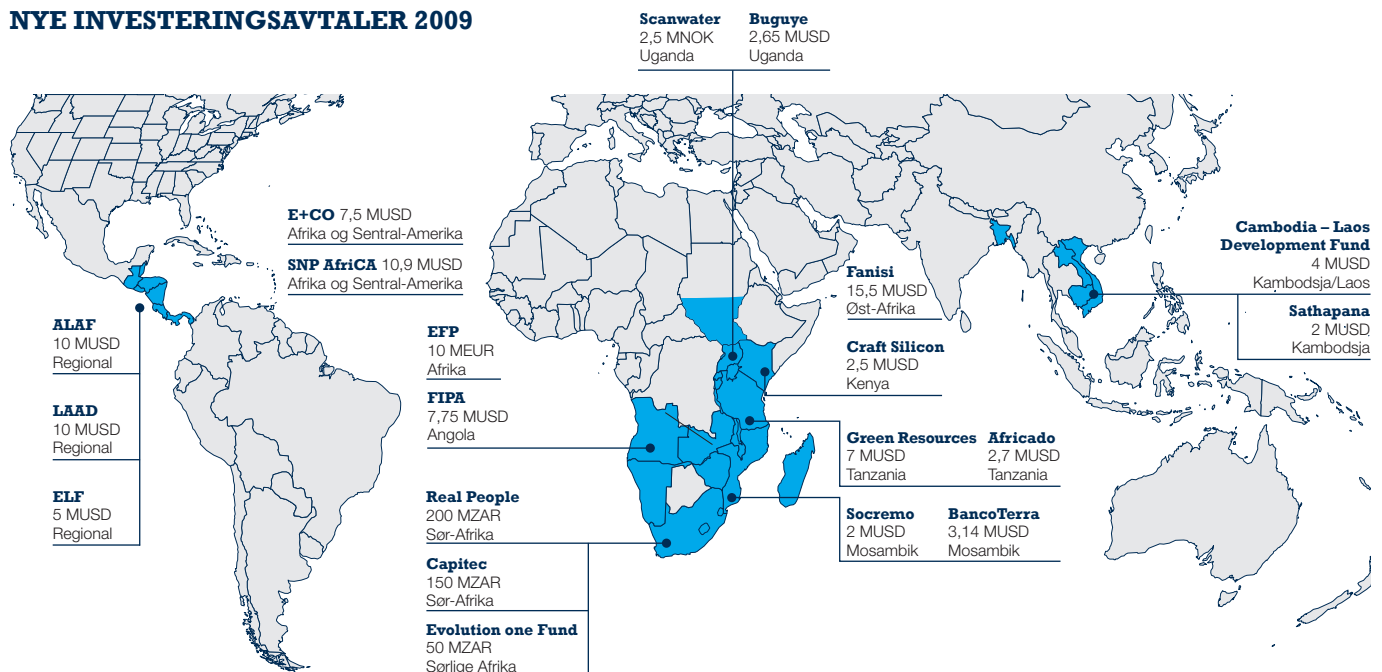 NYE INVESTERINGSAVTALER 2009
Scanwater
2,5 MNOK
Uganda
Buguye
2,65 MUSD
Uganda
E+CO 7,5 MUSD
Afrika og Sentral-Amerika
SNP AfriCA 10,9 MUSD
Afrika og Sentral-Amerika
ALAF
10 MUSD
Regional
LAAD
10 MUSD
Regional
ELF
5 MUSD
Regional
EFP
10 MEUR
Afrika
FIPA
7,75 MUSD
Angola
Real People
200 MZAR
Sør-Afrika
Capitec
150 MZAR
Sør-Afrika
Evolution one Fund
50 MZAR
Sørlige Afrika
Fanisi
15,5 MUSD
Øst-Afrika
Craft Silicon
2,5 MUSD
Kenya
Green Resources
7 MUSD
Tanzania
Africado
2,7 MUSD
Tanzania
Socremo
2 MUSD
Mosambik
BancoTerra
3,14 MUSD
Mosambik
Cambodia – Laos
Development Fund
4 MUSD
Kambodsja/Laos
Sathapana
2 MUSD
Kambodsja